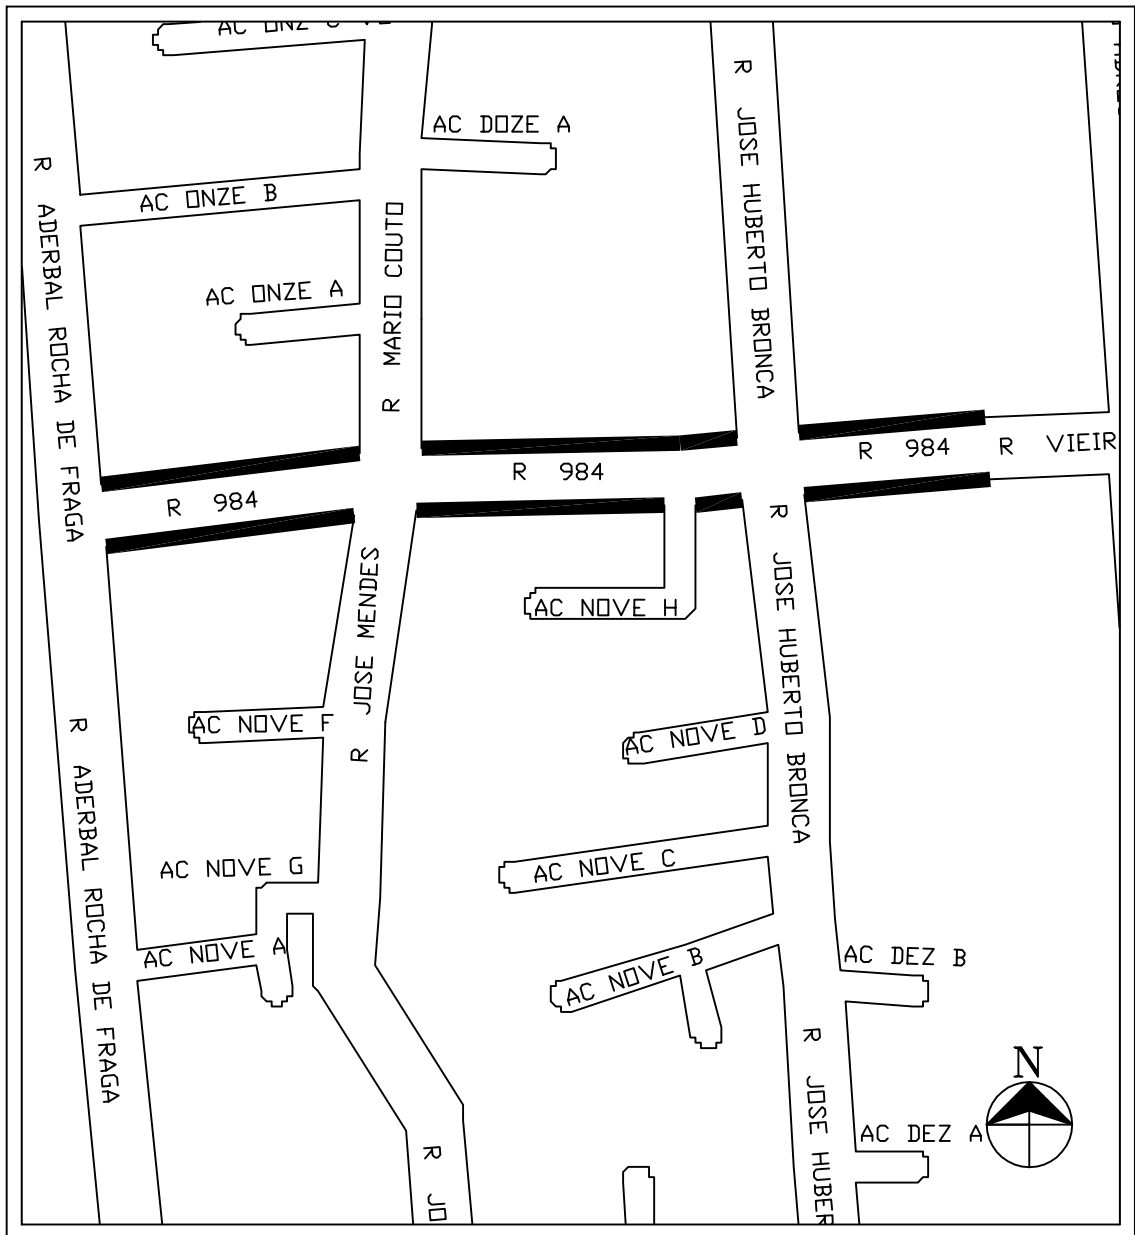 AC ONZE
R JOSE HUBERTO BRONCA
AC DOZE A
R ADERBAL ROCHA DE FRAGA
AC ONZE B
R MARIO COUTO
AC ONZE A
R 984
R 984
R 984
R VIEIR
R JOSE MENDES
R JOSE HUBERTO BRONCA
AC NOVE H
AC NOVE F
AC NOVE D
R ADERBAL ROCHA DE FRAGA
AC NOVE G
AC NOVE C
AC NOVE A
AC NOVE B
AC DEZ B
R JOSE HUBER
N
AC DEZ A
R JO